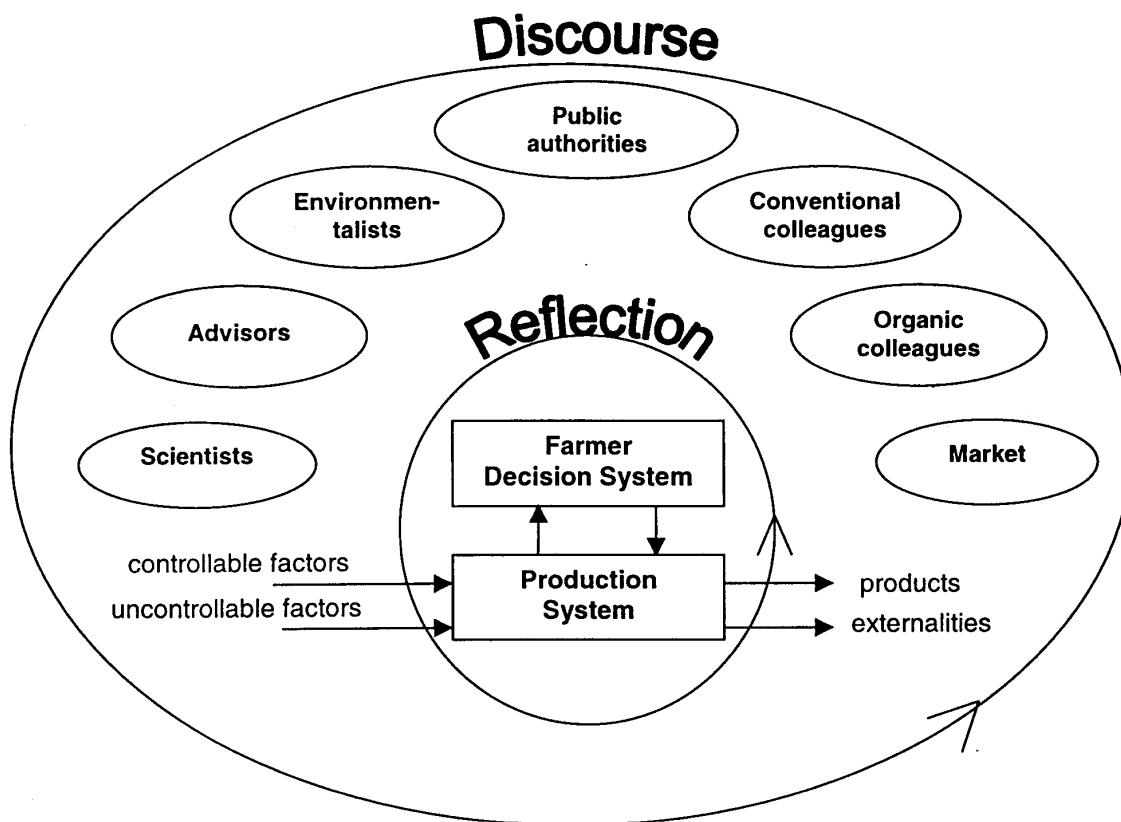 Discourse
Public
authorities
Environmen-
talists
Conventional
colleagues
Advisors
Reflection
Organic
colleagues
Scientists
Farmer
Decision System
Market
controllable factors
uncontrollable factors
Production
System
products
externalities